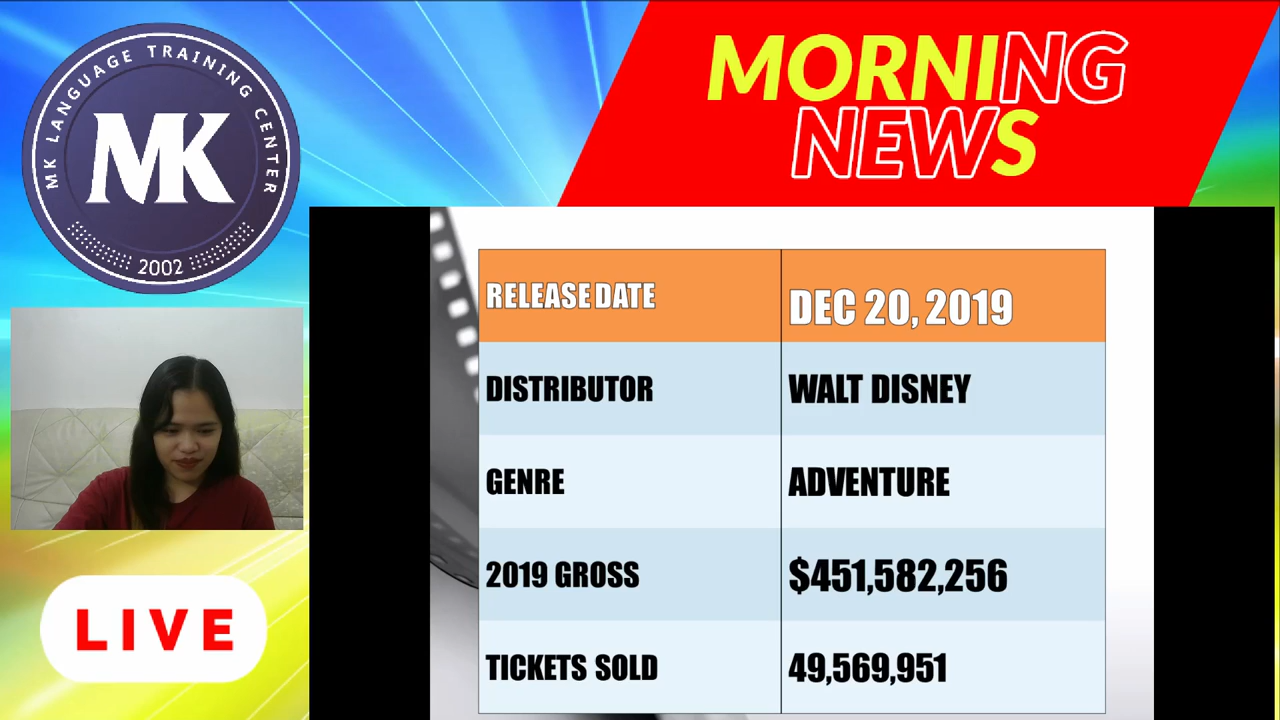 MK LANGUAGE TRAINING CENTER
MK
2002
MORNING
NEWS
RELEASE DATE DEC 20, 2019
DISTRIBUTOR WALT DISNEY
GENRE ADVENTURE
2019 GROSS $451,582,256
TICKETS SOLD 49,569,951
LIVE